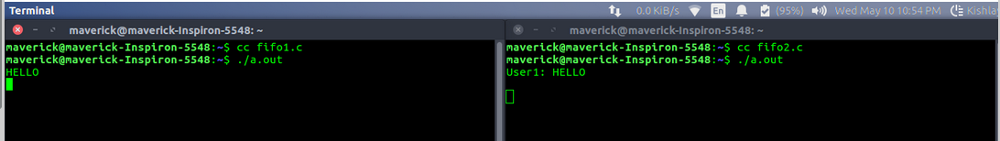 Terminal
0.0 KiB/s En (95%) Wed May 10 10:54 PM Kishla
maverick@maverick-Inspiron-5548: ~
maverick@maverick-Inspiron-5548:~$ cc fifo1.c
maverick@maverick-Inspiron-5548:~$ ./a.out
HELLO
maverick@maverick-Inspiron-5548: ~
maverick@maverick-Inspiron-5548:~$ cc fifo2.c
maverick@maverick-Inspiron-5548:~$ ./a.out
User1: HELLO